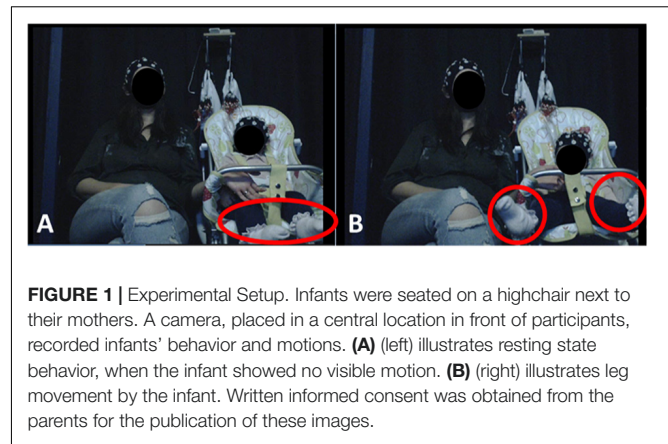 A
B
FIGURE 1 | Experimental Setup. Infants were seated on a highchair next to
their mothers. A camera, placed in a central location in front of participants,
recorded infants’ behavior and motions. (A) (left) illustrates resting state
behavior, when the infant showed no visible motion. (B) (right) illustrates leg
movement by the infant. Written informed consent was obtained from the
parents for the publication of these images.